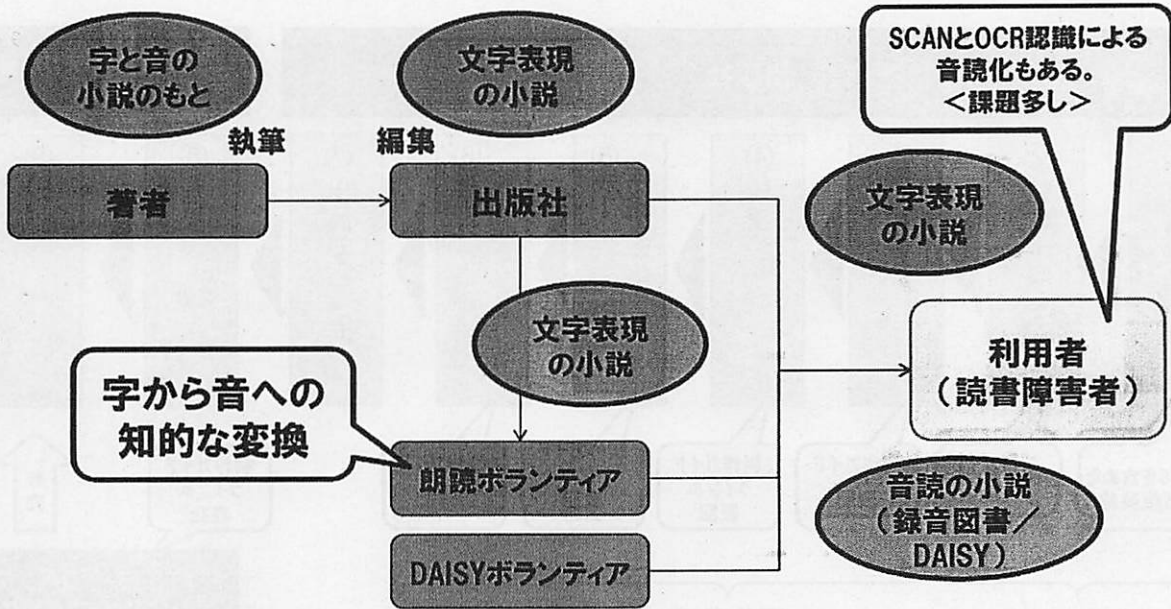 字と音の
小説のもと
文字表現
の小説
SCANとOCR認識による
音読化もある。
＜課題多し＞
執筆
編集
著者
出版社
文字表現
の小説
文字表現
の小説
利用者
（読書障害者）
字から音への
知的な変換
朗読ボランティア
音読の小説
（録音図書／
DAISY）
DAISYボランティア